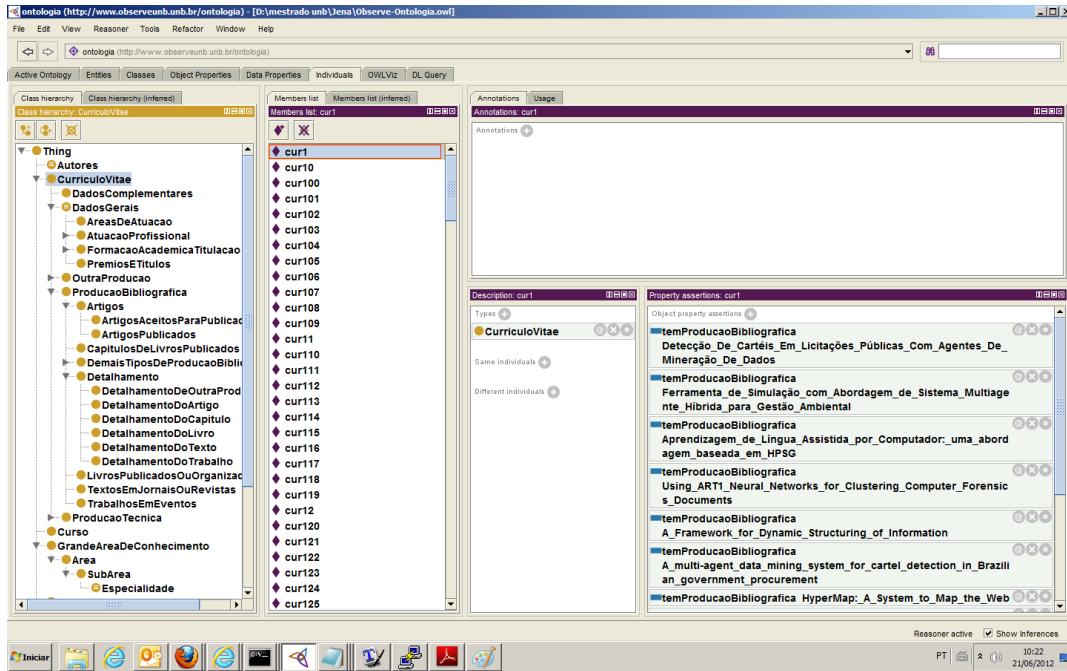 ontologia (http://www.observeunb.unb.br/ontologia) - [D:\mestrado unb\Jena\Observe-Ontologia.owl]
File Edit View Reasoner Tools Refactor Window Help
ontologia (http://www.observeunb.unb.br/ontologia)
Active Ontology Entities Classes Object Properties Data Properties Individuals OWLViz DL Query
Class hierarchy Class hierarchy (inferred)
Class hierarchy: CurriculoVitae
Thing
Autores
CurriculoVitae
DadosComplementares
DadosGerais
AreasDeAtuacao
AtuacaoProfissional
FormacaoAcademicaTitulacao
PremiosETitulos
OutraProducao
ProducaoBibliografica
Artigos
ArtigosAceitosParaPublicac
ArtigosPublicados
CapitulosDeLivrosPublicados
DemaisTiposDeProducaoBiblic
Detalhamento
DetalhamentoDeOutraProd
DetalhamentoDoArtigo
DetalhamentoDoCapitulo
DetalhamentoDoLivro
DetalhamentoDoTexto
DetalhamentoDoTrabalho
LivrosPublicadosOuOrganizac
TextosEmJornaisOuRevistas
TrabalhosEmEventos
ProducaoTecnica
Curso
GrandeAreaDeConhecimento
Area
SubArea
Especialidade
Members list Members list (inferred)
Members list: cur1
cur1
cur10
cur100
cur101
cur102
cur103
cur104
cur105
cur106
cur107
cur108
cur109
cur11
cur110
cur111
cur112
cur113
cur114
cur115
cur116
cur117
cur118
cur119
cur12
cur120
cur121
cur122
cur123
cur124
cur125
Annotations Usage
Annotations: cur1
Annotations
Description: cur1
Types
CurriculoVitae
Same individuals
Different individuals
Property assertions: cur1
Object property assertions
temProducaoBibliografica
Detecção_De_Cartéis_Em_Licitações_Públicas_Com_Agentes_De_
Mineração_De_Dados
temProducaoBibliografica
Ferramenta_de_Simulação_com_Abordagem_de_Sistema_Multiage
nte_Híbrida_para_Gestão_Ambiental
temProducaoBibliografica
Aprendizagem_de_Língua_Assistida_por_Computador:_uma_abord
agem_baseada_em_HPSG
temProducaoBibliografica
Using_ART1_Neural_Networks_for_Clustering_Computer_Forensic
s_Documents
temProducaoBibliografica
A_Framework_for_Dynamic_Structuring_of_Information
temProducaoBibliografica
A_multi-agent_data_mining_system_for_cartel_detection_in_Brazili
an_government_procurement
temProducaoBibliografica HyperMap:_A_System_to_Map_the_Web
Reasoner active Show Inferences
Iniciar
PT
10:22
21/06/2012